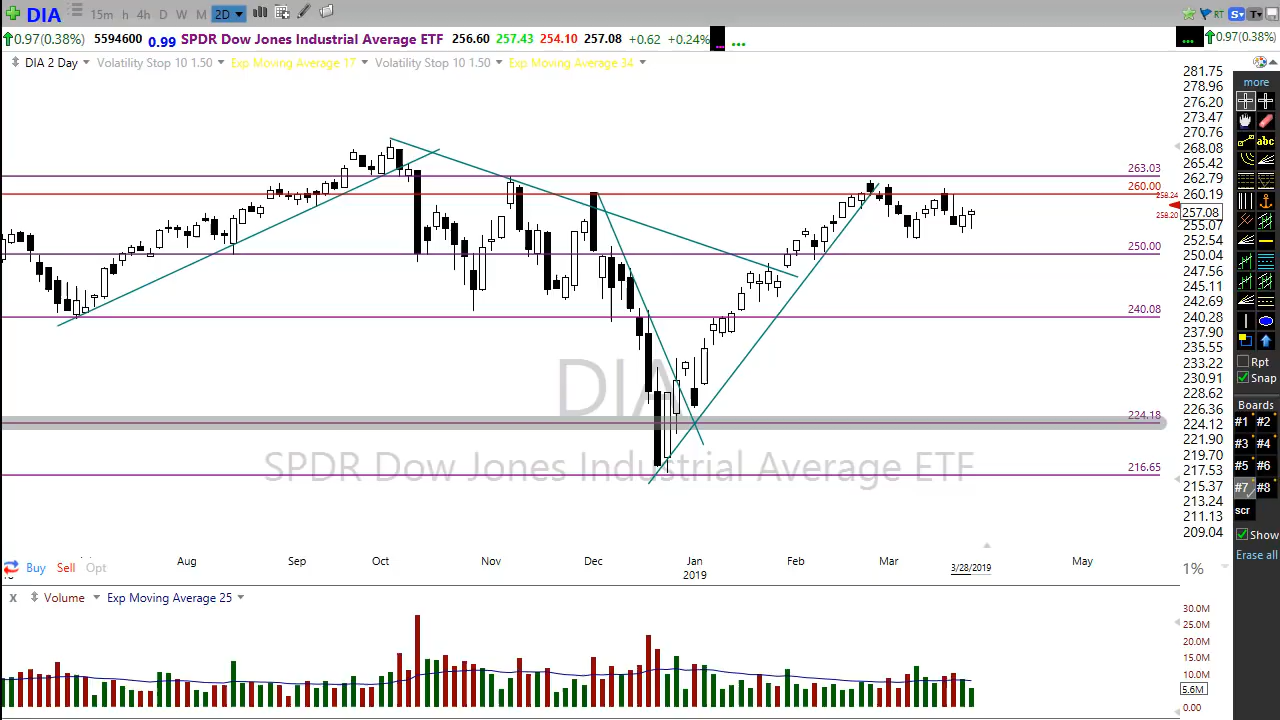 DIA 15m h 4h D W M 2D RT S T
0.97(0.38%) 5594600 0.99 SPDR Dow Jones Industrial Average ETF 256.60 257.43 254.10 257.08 +0.62 +0.24% ... ... ... 0.97(0.38%)
DIA 2 Day Volatility Stop 10 1.50 Exp Moving Average 17 Volatility Stop 10 1.50 Exp Moving Average 34
281.75
278.96
276.20
273.47
270.76
268.08
265.42
262.79
260.19
258.24
257.08
258.20
255.07
252.54
250.04
247.56
245.11
242.69
240.28
237.90
235.55
233.22
230.91
228.62
226.36
224.12
221.90
219.70
217.53
215.37
213.24
211.13
209.04
263.03
260.00
250.00
240.08
224.18
216.65
DIA
SPDR Dow Jones Industrial Average ETF
more
abc
Rpt
Snap
Boards
#1 #2
#3 #4
#5 #6
#7 #8
scr
Show
Erase all
Aug Sep Oct Nov Dec Jan Feb Mar May
2019
3/28/2019
Buy Sell Opt
1%
x Volume Exp Moving Average 25
30.0M
25.0M
20.0M
15.0M
10.0M
5.6M
0.00